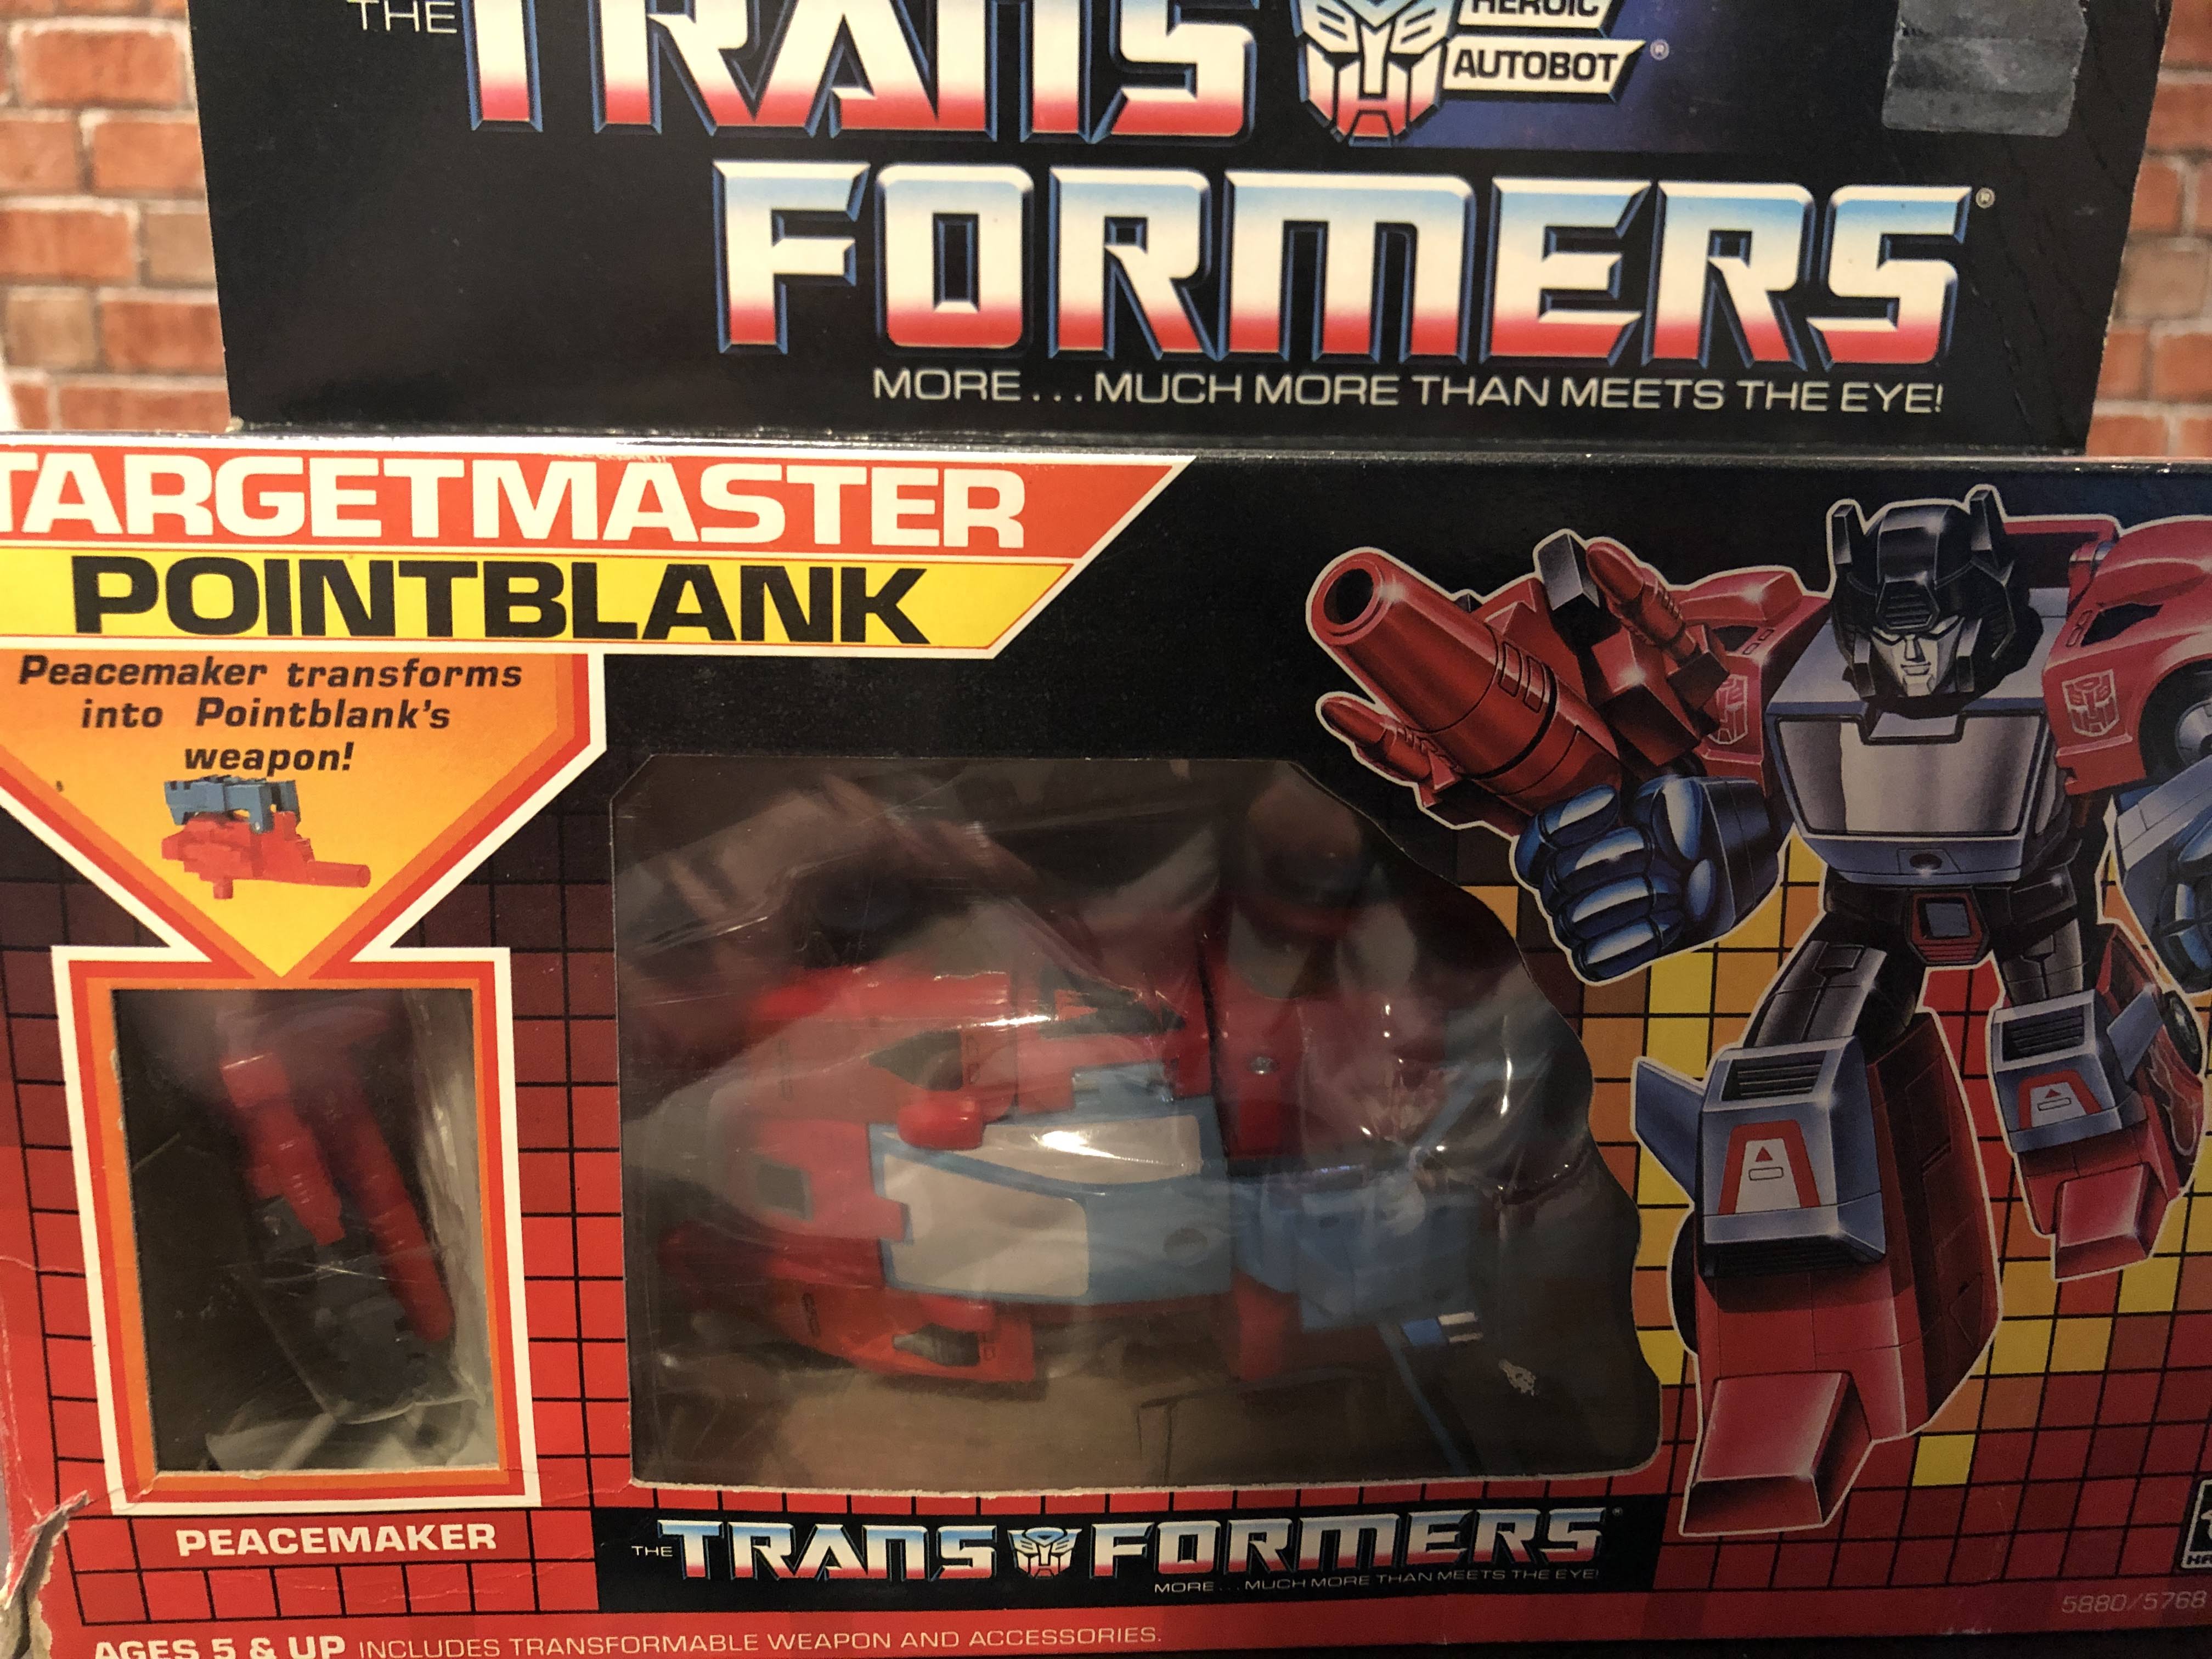 THE TRANS
HEROIC
AUTOBOT ®
FORMERS®
MORE...MUCH MORE THAN MEETS THE EYE!
TARGETMASTER
POINTBLANK
Peacemaker transforms
into Pointblank's
weapon!
PEACEMAKER
THE TRANSFORMERS®
MORE...MUCH MORE THAN MEETS THE EYE!
5880/5768
AGES 5 & UP INCLUDES TRANSFORMABLE WEAPON AND ACCESSORIES.